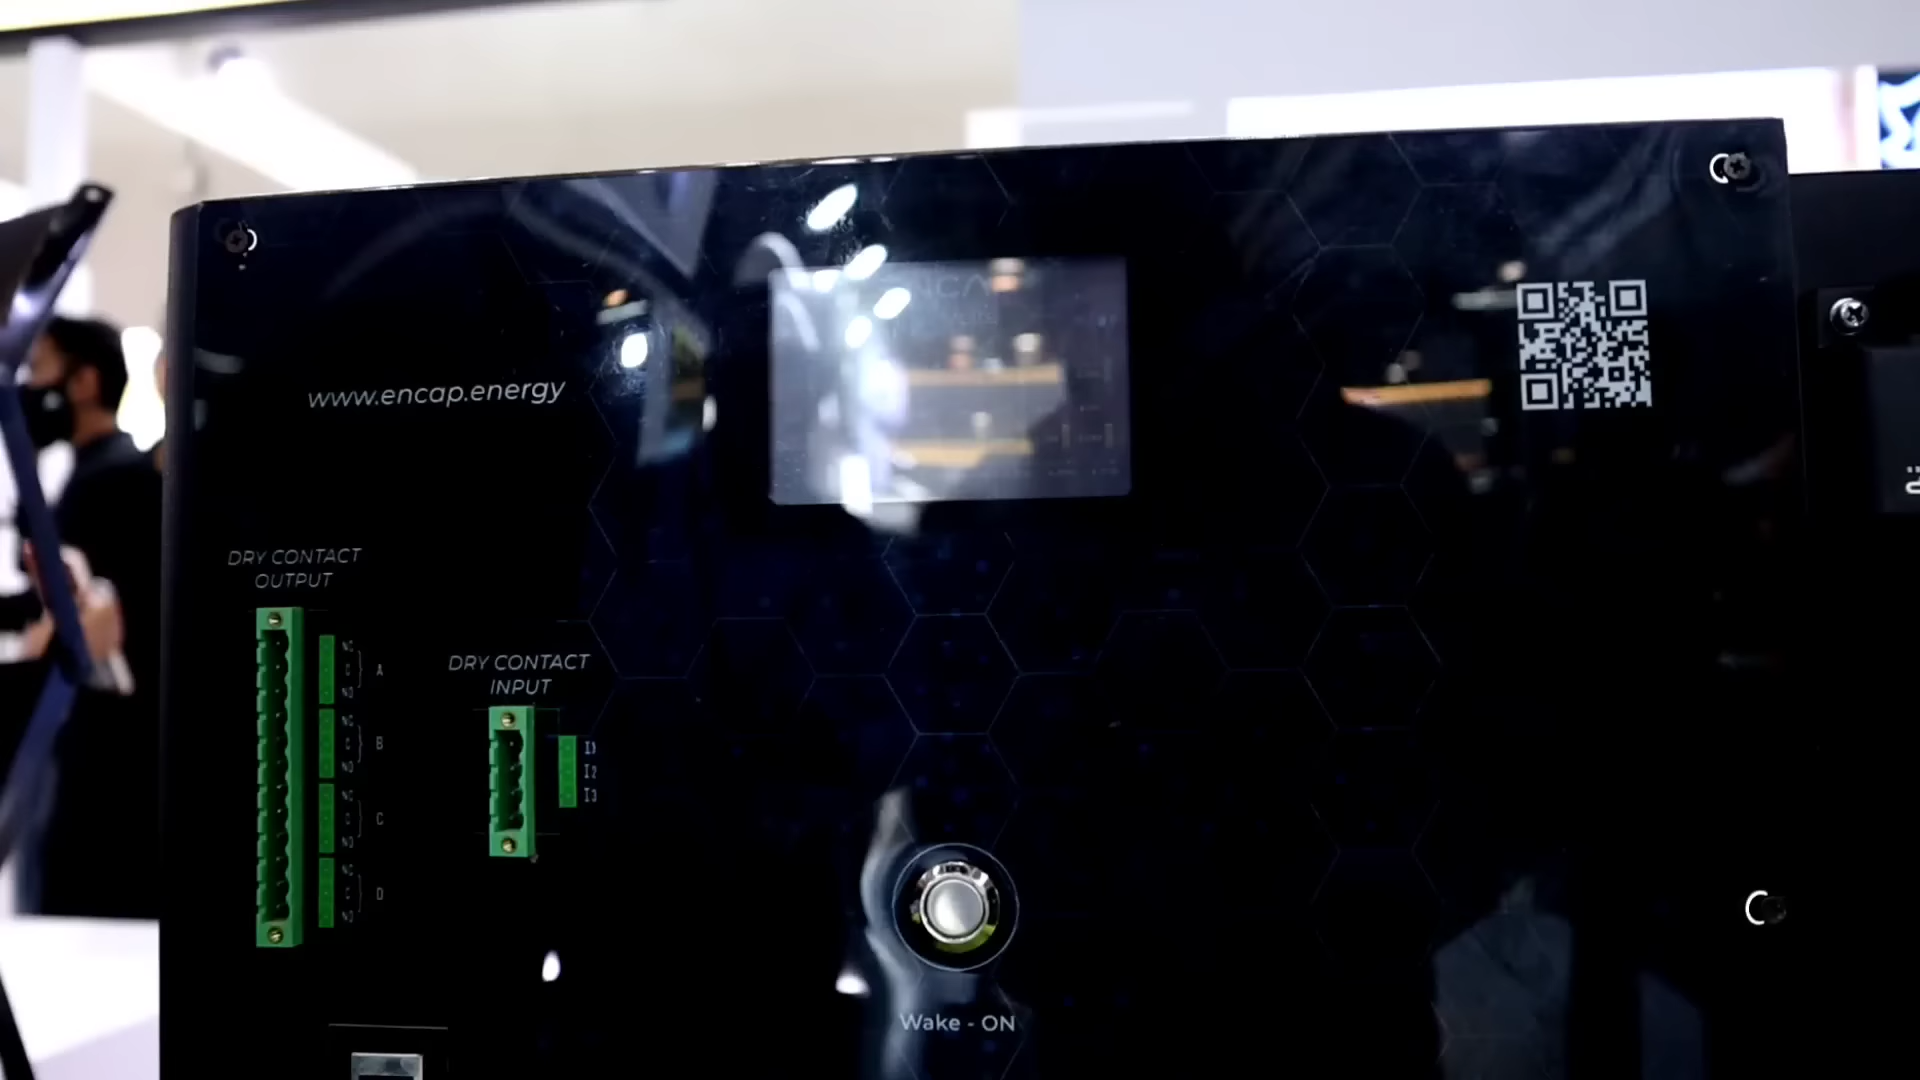 www.encap.energy
DRY CONTACT
OUTPUT
A
B
C
D
DRY CONTACT
INPUT
I1
I2
I3
Wake - ON